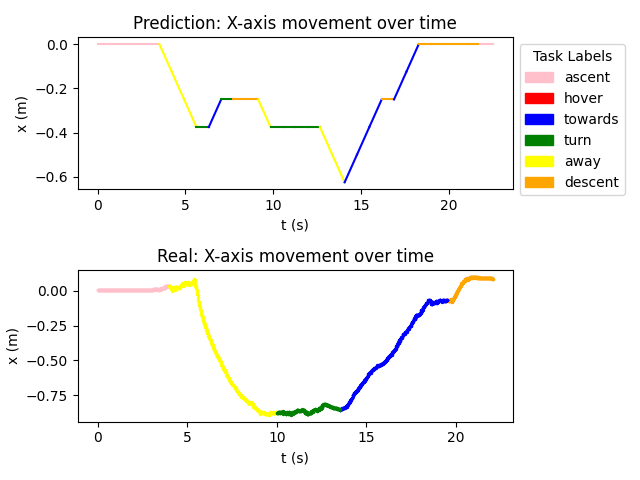 Prediction: X-axis movement over time
0.0
−0.2
−0.4
−0.6
x (m)
0 5 10 15 20
t (s)
Task Labels
ascent
hover
towards
turn
away
descent
Real: X-axis movement over time
0.00
−0.25
−0.50
−0.75
x (m)
0 5 10 15 20
t (s)